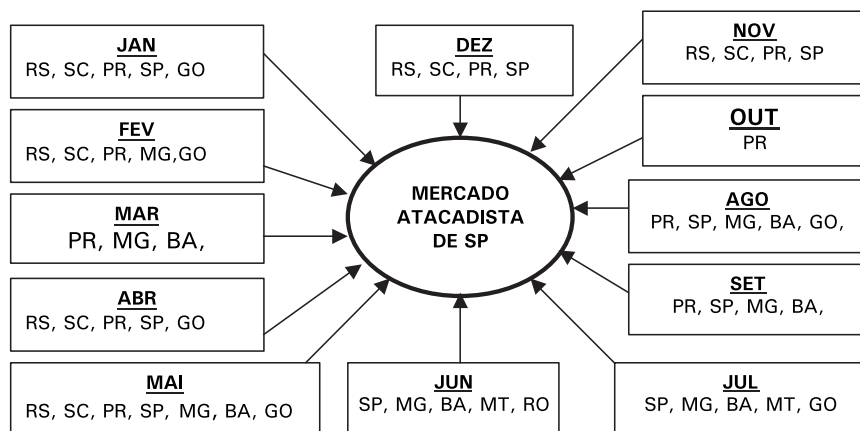 JAN
RS, SC, PR, SP, GO
DEZ
RS, SC, PR, SP
NOV
RS, SC, PR, SP
FEV
RS, SC, PR, MG,GO
OUT
PR
MERCADO
ATACADISTA
DE SP
MAR
PR, MG, BA,
AGO
PR, SP, MG, BA, GO,
ABR
RS, SC, PR, SP, GO
SET
PR, SP, MG, BA,
MAI
RS, SC, PR, SP, MG, BA, GO
JUN
SP, MG, BA, MT, RO
JUL
SP, MG, BA, MT, GO